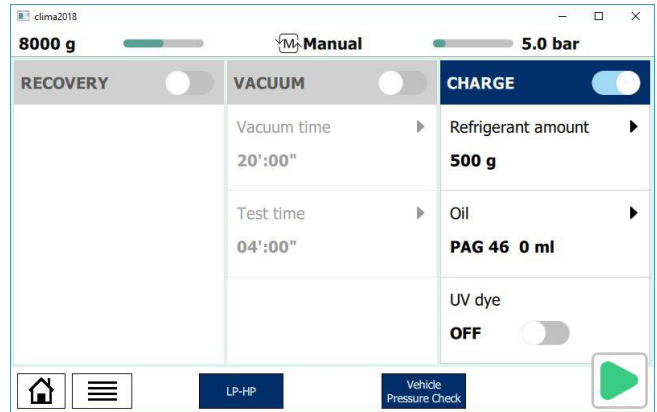 clima2018
8000 g
M Manual
5.0 bar
RECOVERY
VACUUM
Vacuum time
20':00"
Test time
04':00"
CHARGE
Refrigerant amount
500 g
Oil
PAG 46 0 ml
UV dye
OFF
LP-HP
Vehicle
Pressure Check